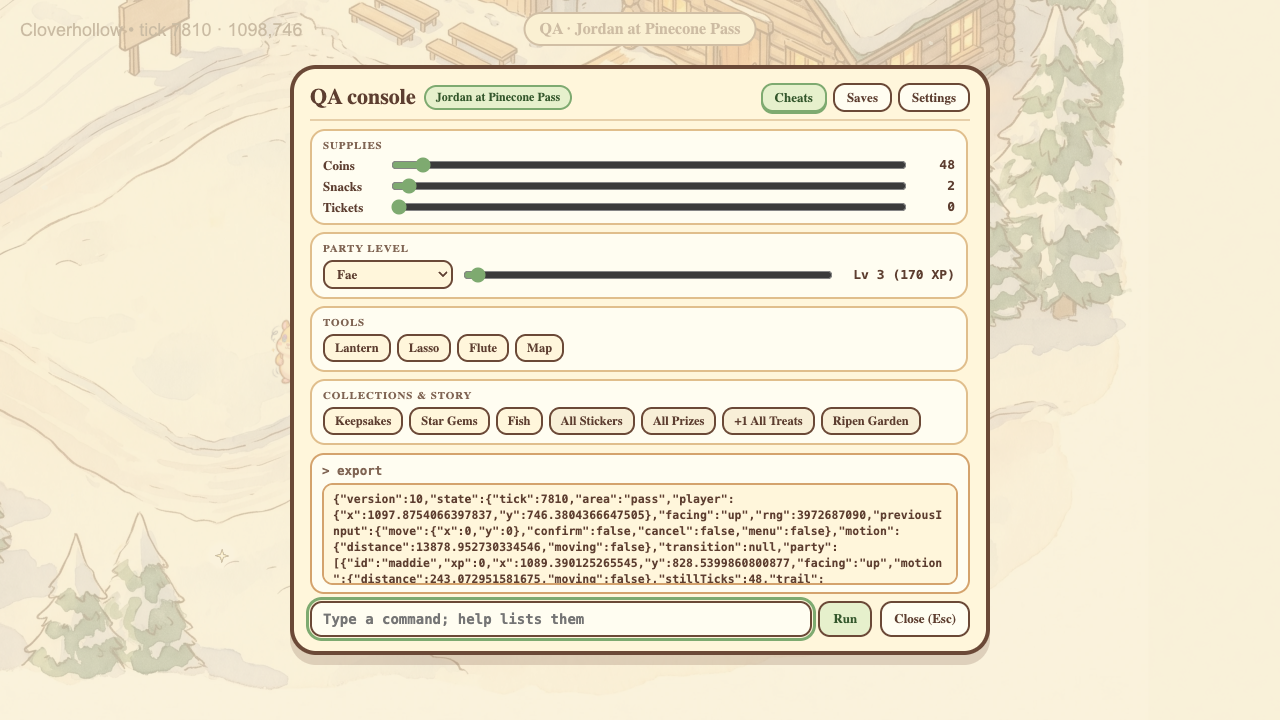 Cloverhollow • tick 7810 · 1098,746
QA · Jordan at Pinecone Pass
QA console
Jordan at Pinecone Pass
Cheats
Saves
Settings
SUPPLIES
Coins 48
Snacks 2
Tickets 0
PARTY LEVEL
Fae
Lv 3 (170 XP)
TOOLS
Lantern
Lasso
Flute
Map
COLLECTIONS & STORY
Keepsakes
Star Gems
Fish
All Stickers
All Prizes
+1 All Treats
Ripen Garden
> export
{"version":10,"state":{"tick":7810,"area":"pass","player":
{"x":1097.8754066397837,"y":746.3804366647505},"facing":"up","rng":3972687090,"previousI
nput":{"move":{"x":0,"y":0},"confirm":false,"cancel":false,"menu":false},"motion":
{"distance":13878.952730334546,"moving":false},"transition":null,"party":
[{"id":"maddie","xp":0,"x":1089.390125265545,"y":828.5399860800877,"facing":"up","motion
":{"distance":243.072951581675,"moving":false},"stillTicks":48,"trail":
Type a command; help lists them
Run
Close (Esc)